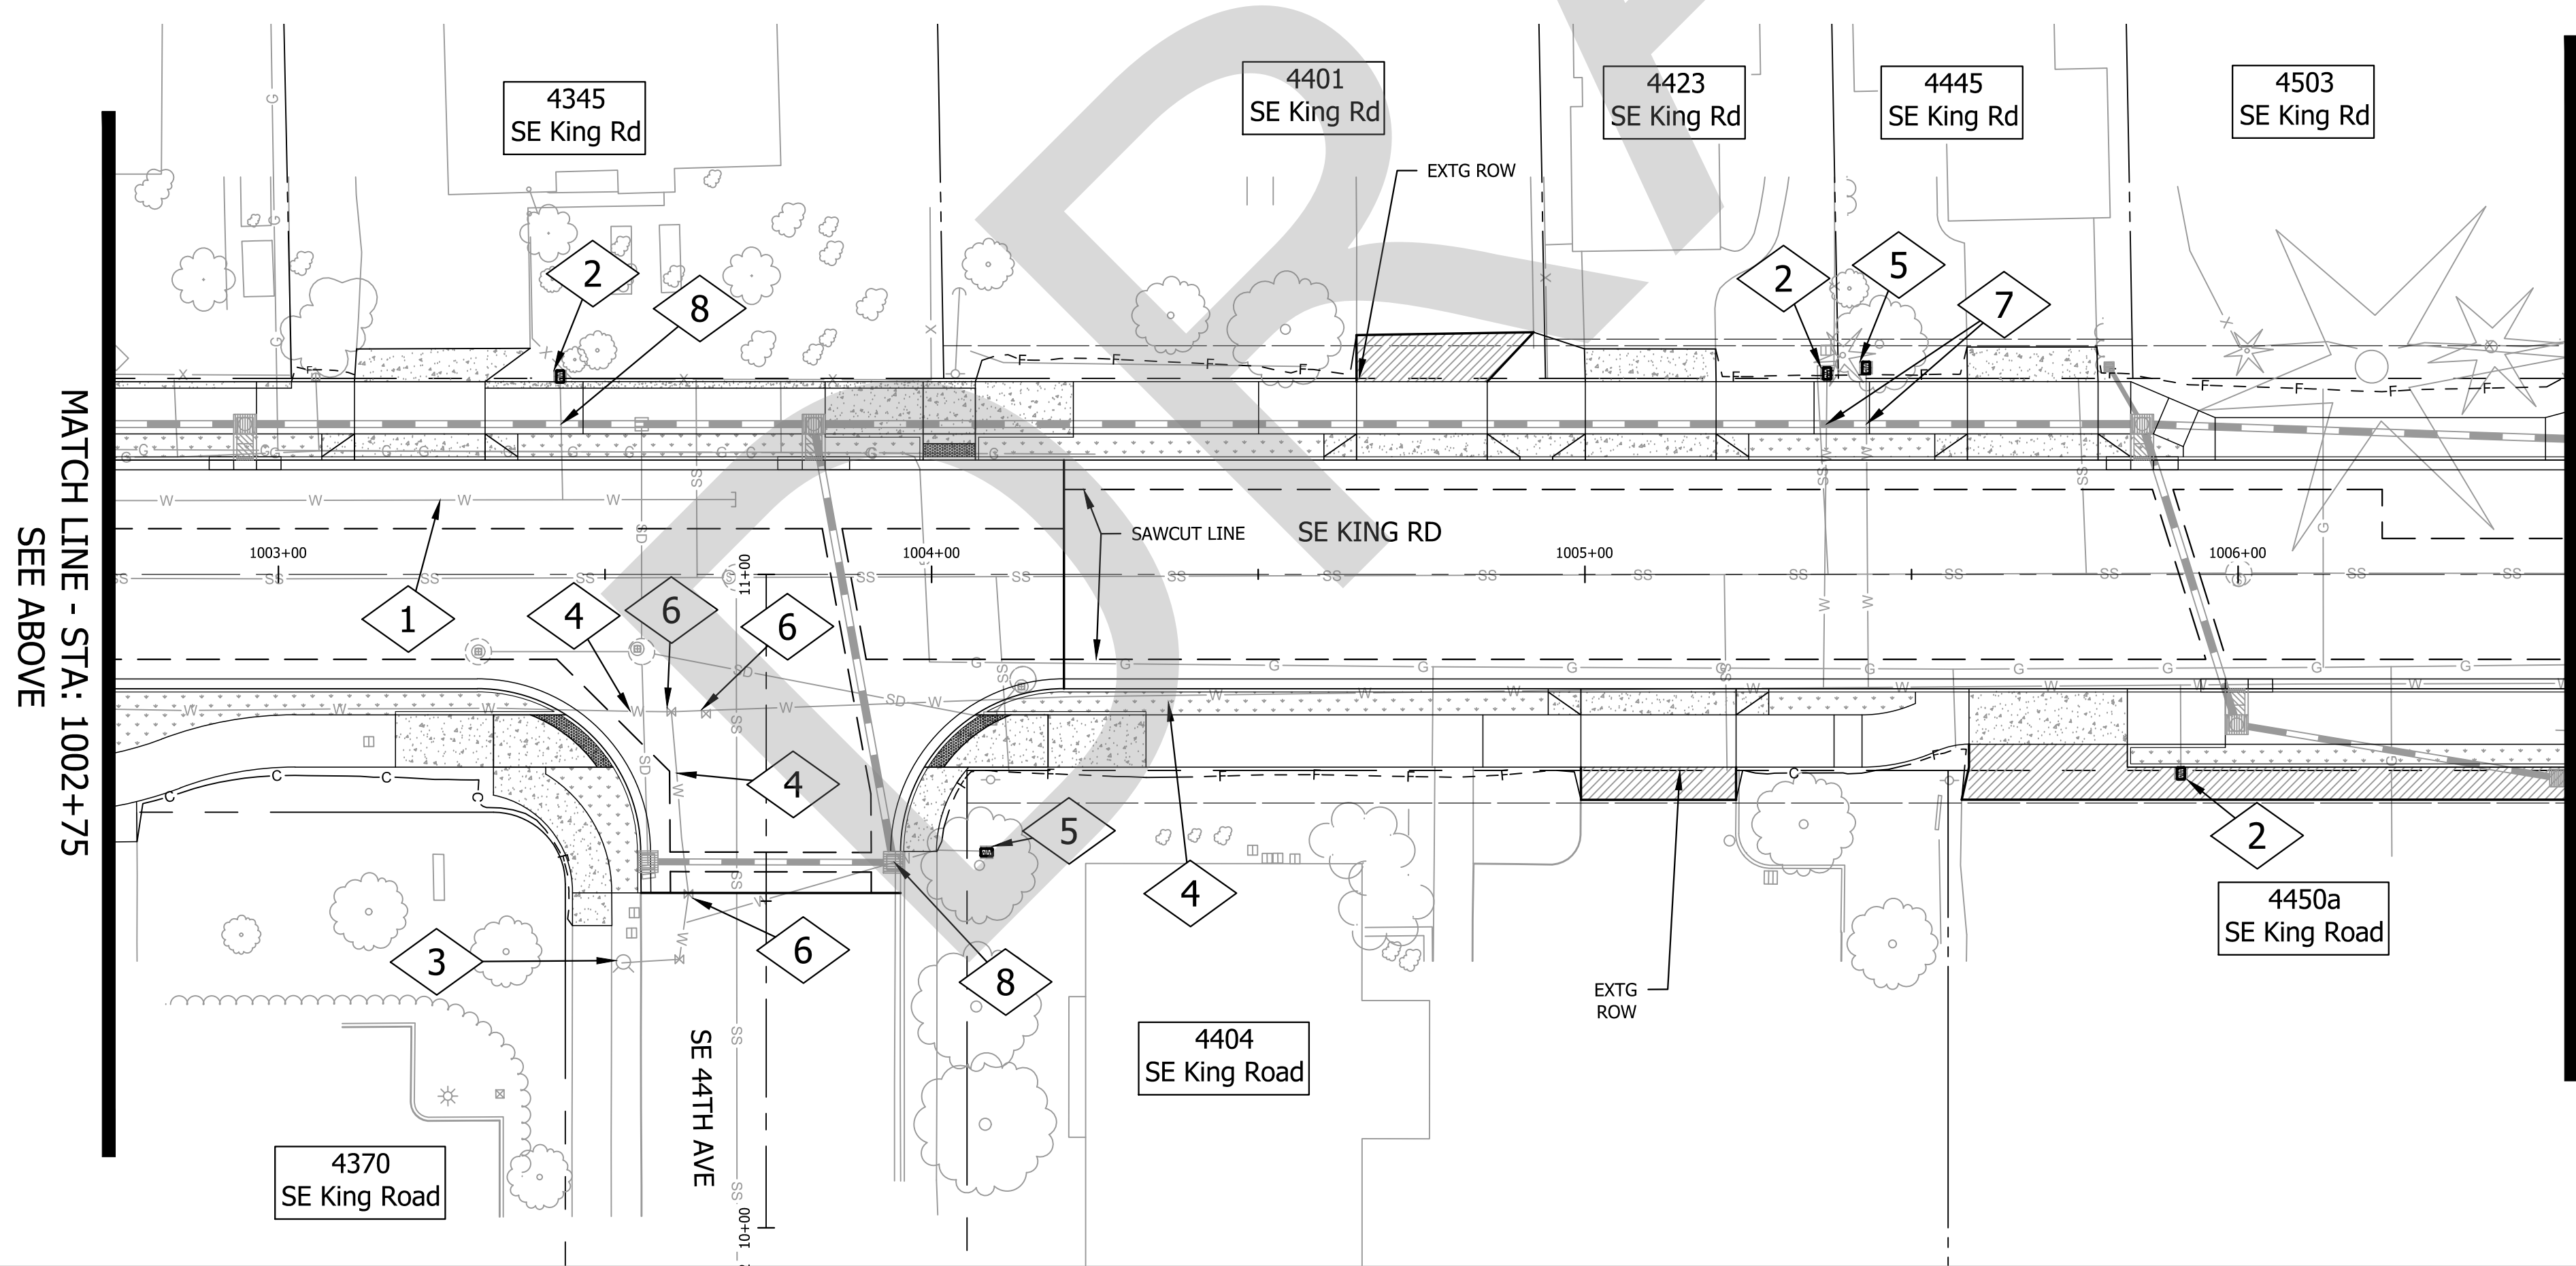 4345
SE King Rd
4401
SE King Rd
4423
SE King Rd
4445
SE King Rd
4503
SE King Rd
EXTG ROW
2
8
2
5
7
MATCH LINE - STA: 1002+75
SEE ABOVE
SAWCUT LINE
SE KING RD
1003+00
11+00
1004+00
1005+00
1006+00
1
4
6
6
4
5
4
2
3
6
8
EXTG
ROW
4450a
SE King Road
4404
SE King Road
SE 44TH AVE
10+00
4370
SE King Road
DRA